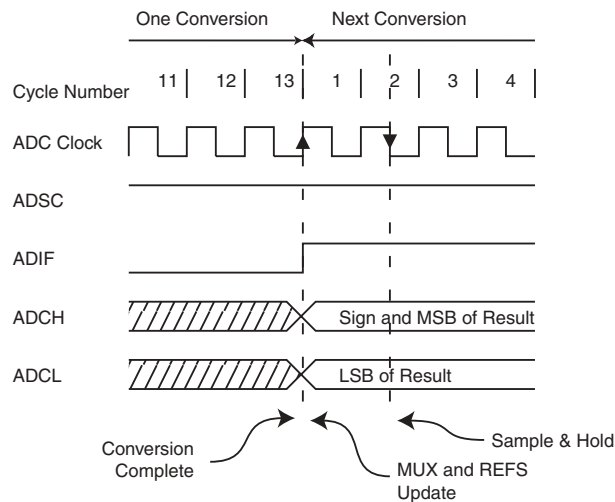 One Conversion Next Conversion
Cycle Number 11 12 13 1 2 3 4
ADC Clock
ADSC
ADIF
ADCH Sign and MSB of Result
ADCL LSB of Result
Conversion
Complete
MUX and REFS
Update
Sample & Hold